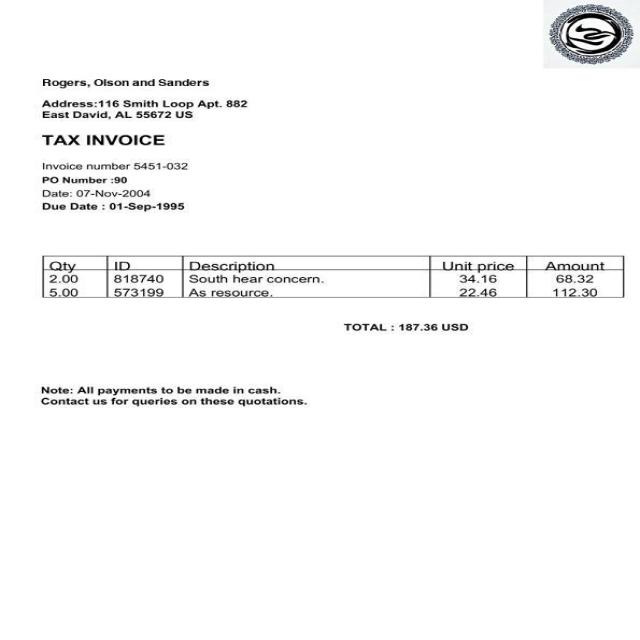 Rogers, Olson and Sanders
Address:116 Smith Loop Apt. 882
East David, AL 55672 US
TAX INVOICE
Invoice number 5451-032
PO Number :90
Date: 07-Nov-2004
Due Date : 01-Sep-1995
Qty ID Description Unit price Amount
2.00 818740 South hear concern. 34.16 68.32
5.00 573199 As resource. 22.46 112.30
TOTAL : 187.36 USD
Note: All payments to be made in cash.
Contact us for queries on these quotations.